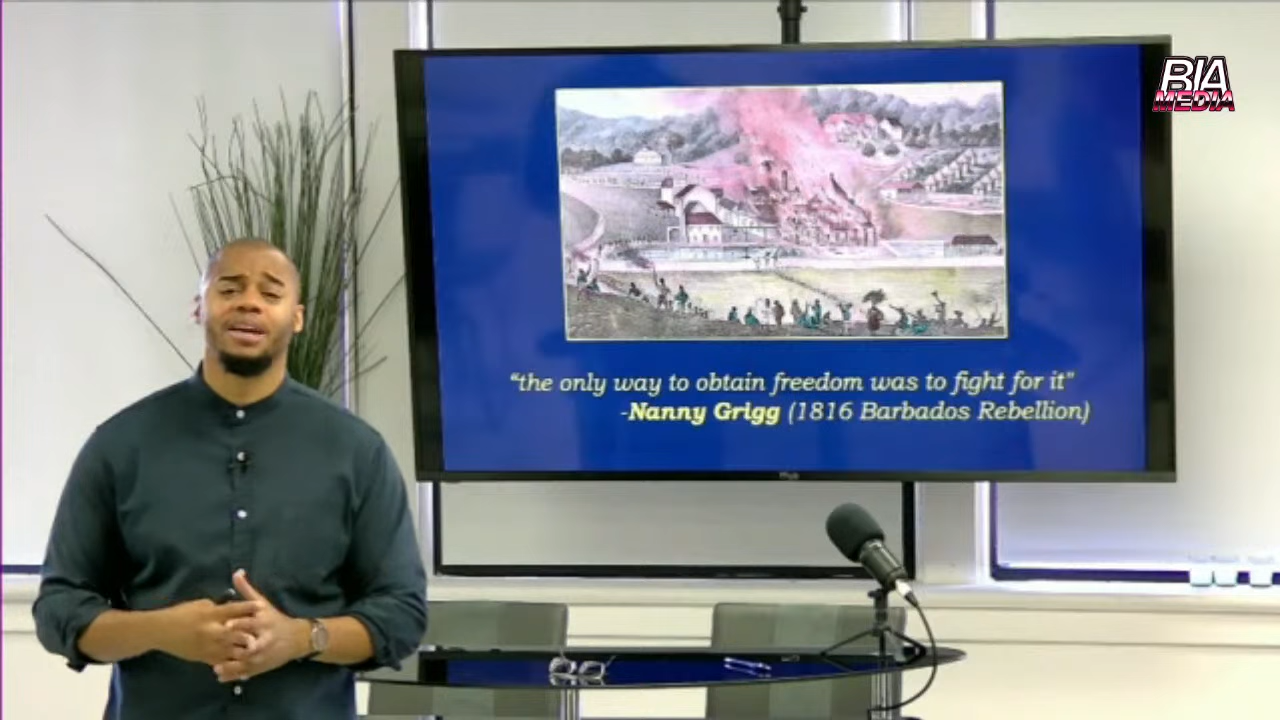 BIA
MEDIA
“the only way to obtain freedom was to fight for it"
-Nanny Grigg (1816 Barbados Rebellion)